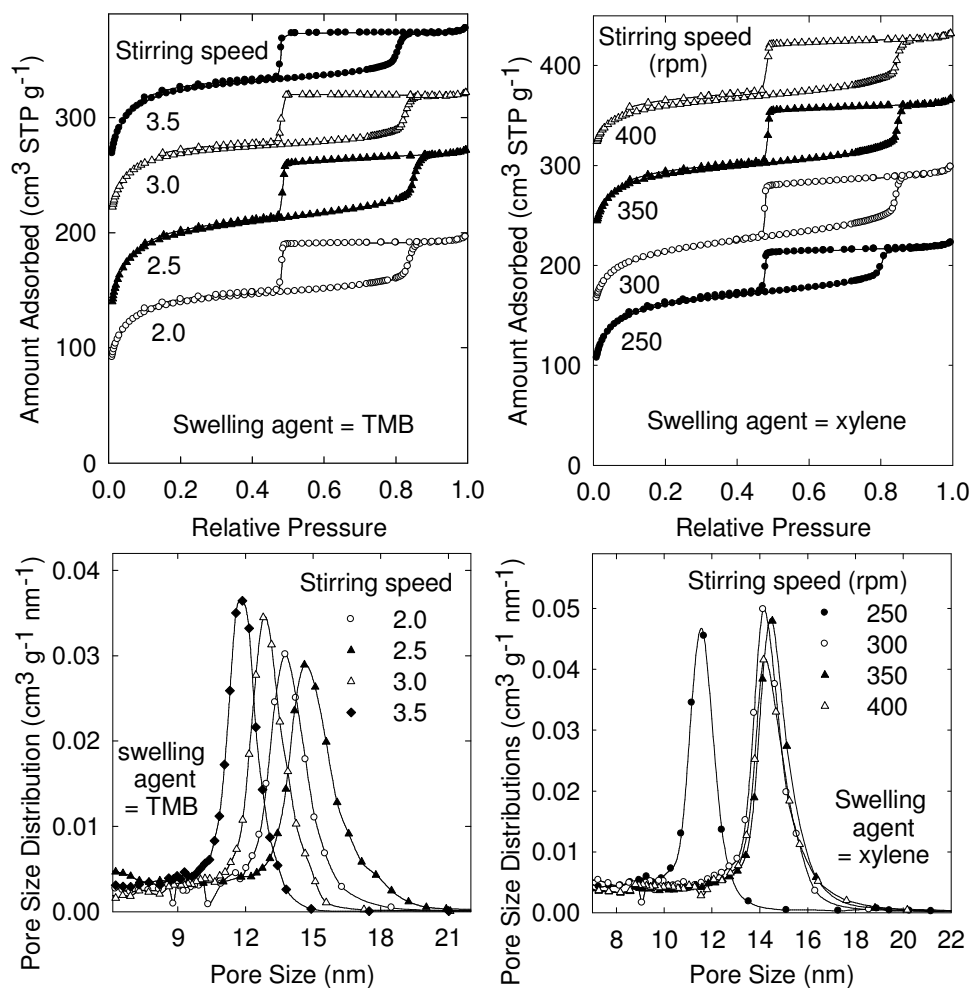 Stirring speed
3.5
3.0
2.5
2.0
Swelling agent = TMB
Amount Adsorbed (cm3 STP g-1)
0
100
200
300
0.0 0.2 0.4 0.6 0.8 1.0
Relative Pressure
Stirring speed
(rpm)
400
350
300
250
Swelling agent = xylene
Amount Adsorbed (cm3 STP g-1)
0
100
200
300
400
0.0 0.2 0.4 0.6 0.8 1.0
Relative Pressure
Stirring speed
2.0
2.5
3.0
3.5
swelling
agent
= TMB
Pore Size Distribution (cm3 g-1 nm-1)
0.00
0.01
0.02
0.03
0.04
9 12 15 18 21
Pore Size (nm)
Stirring speed (rpm)
250
300
350
400
Swelling
agent
= xylene
Pore Size Distributions (cm3 g-1 nm-1)
0.00
0.01
0.02
0.03
0.04
0.05
8 10 12 14 16 18 20 22
Pore Size (nm)